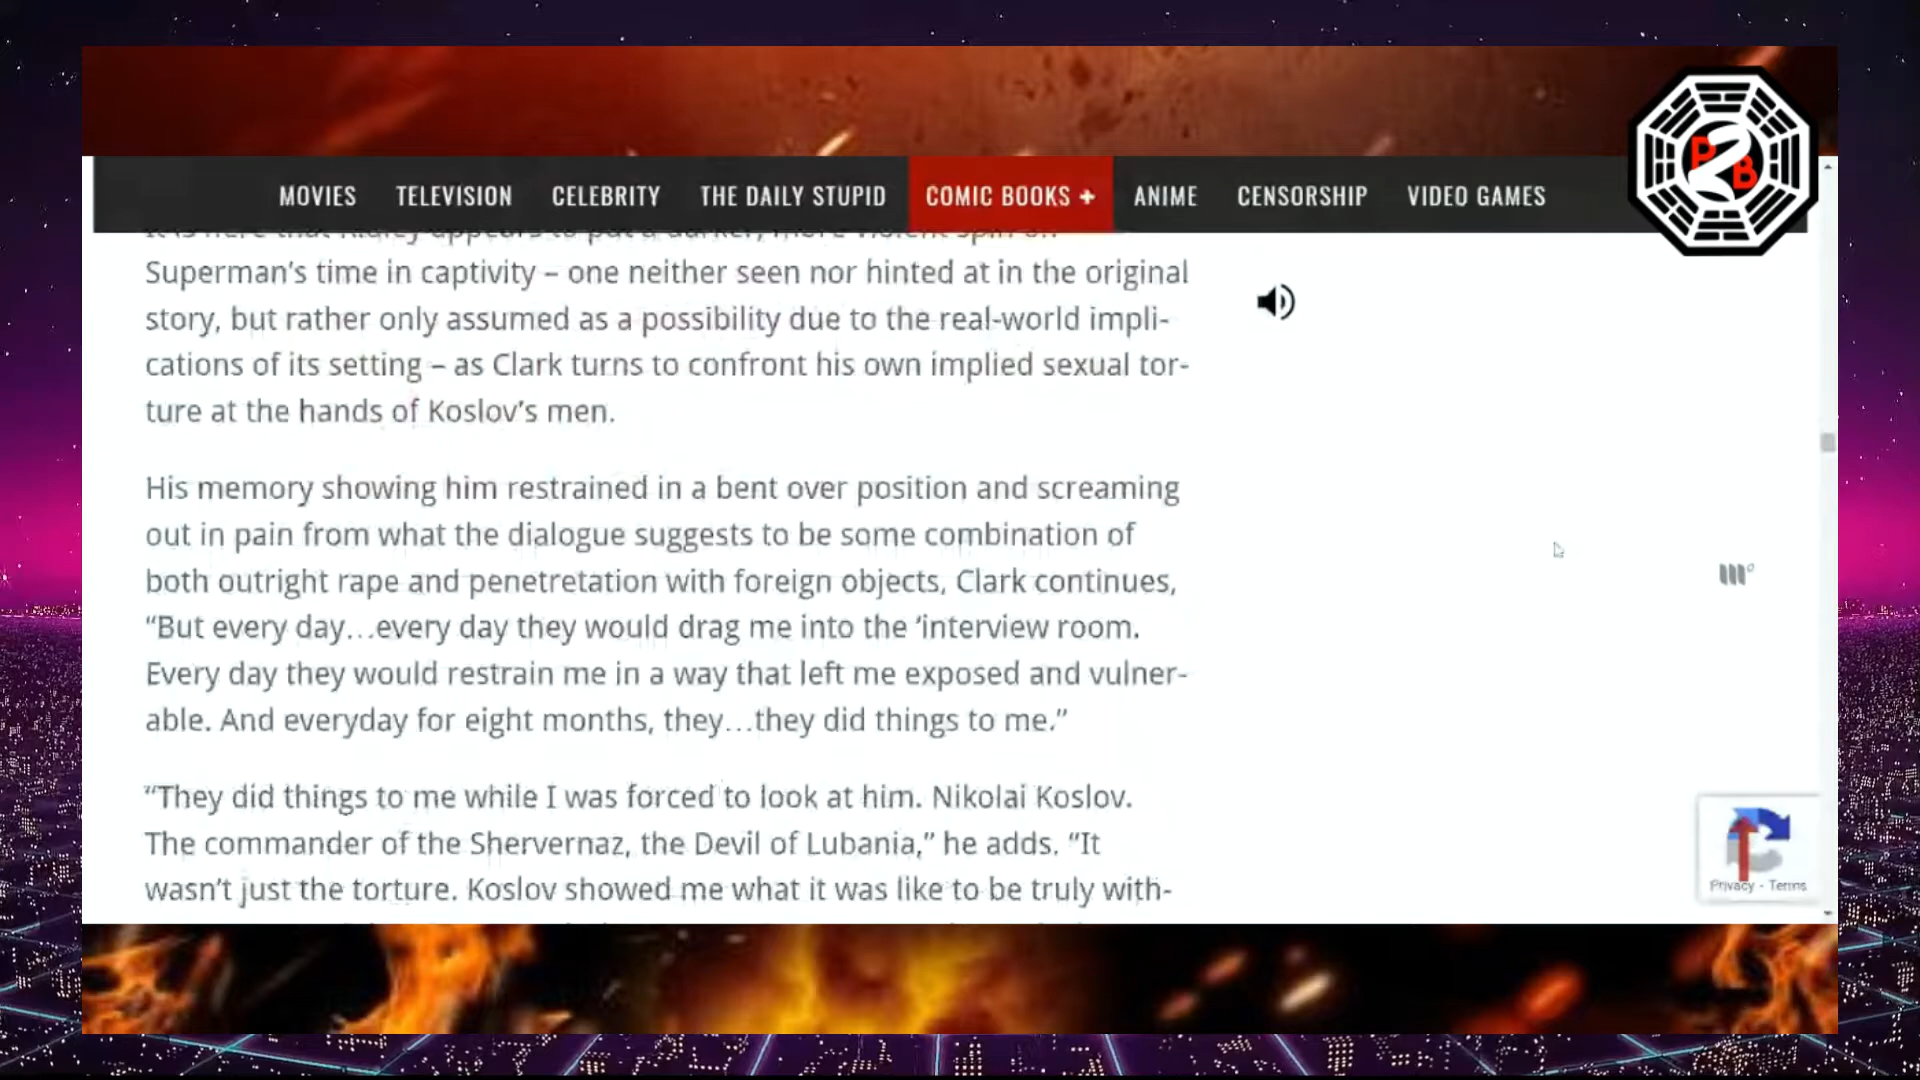 MOVIES TELEVISION CELEBRITY THE DAILY STUPID COMIC BOOKS + ANIME CENSORSHIP VIDEO GAMES
Superman’s time in captivity – one neither seen nor hinted at in the original
story, but rather only assumed as a possibility due to the real-world impli-
cations of its setting – as Clark turns to confront his own implied sexual tor-
ture at the hands of Koslov’s men.
His memory showing him restrained in a bent over position and screaming
out in pain from what the dialogue suggests to be some combination of
both outright rape and penetretation with foreign objects, Clark continues,
“But every day…every day they would drag me into the ‘interview room.
Every day they would restrain me in a way that left me exposed and vulner-
able. And everyday for eight months, they…they did things to me.”
“They did things to me while I was forced to look at him. Nikolai Koslov.
The commander of the Shervernaz, the Devil of Lubania,” he adds. “It
wasn’t just the torture. Koslov showed me what it was like to be truly with-
Privacy - Terms